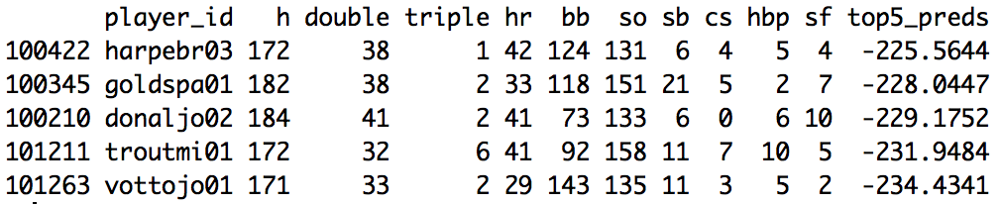 player_id h double triple hr bb so sb cs hbp sf top5_preds
100422 harpebr03 172 38 1 42 124 131 6 4 5 4 -225.5644
100345 goldspa01 182 38 2 33 118 151 21 5 2 7 -228.0447
100210 donaljo02 184 41 2 41 73 133 6 0 6 10 -229.1752
101211 troutmi01 172 32 6 41 92 158 11 7 10 5 -231.9484
101263 vottojo01 171 33 2 29 143 135 11 3 5 2 -234.4341